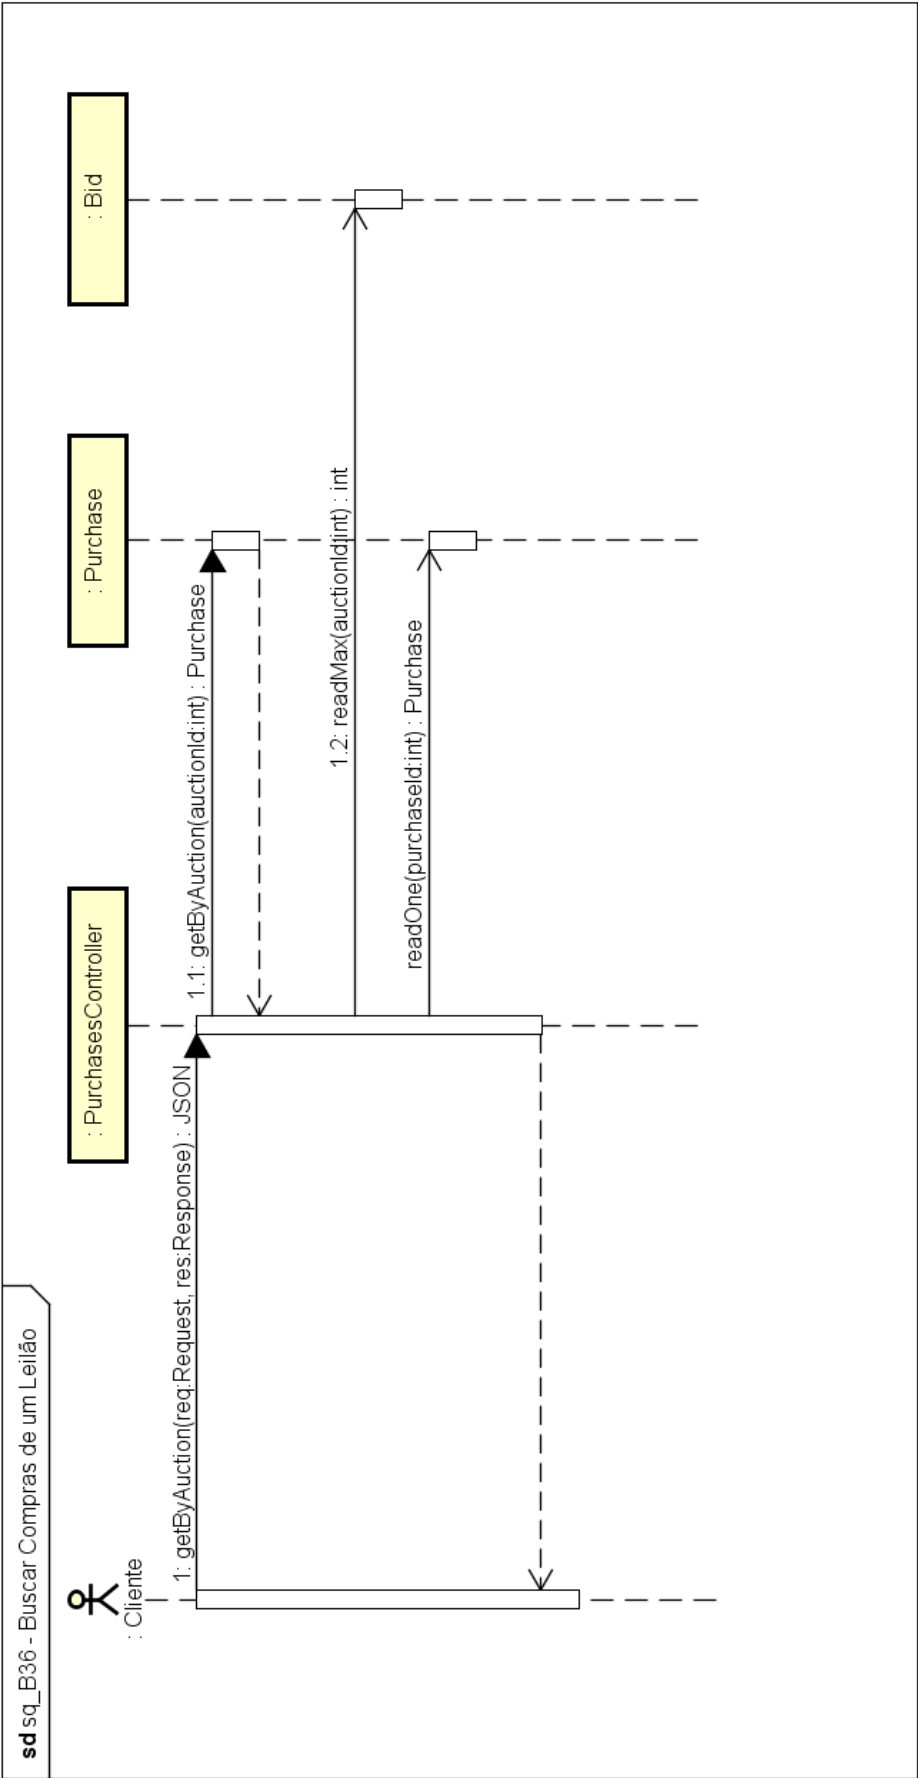 sd sq_B36 - Buscar Compras de um Leilão
: Cliente
: PurchasesController
: Purchase
: Bid
1: getByAuction(req:Request, res:Response) : JSON
1.1: getByAuction(auctionId:int) : Purchase
1.2: readMax(auctionId:int) : int
readOne(purchaseId:int) : Purchase